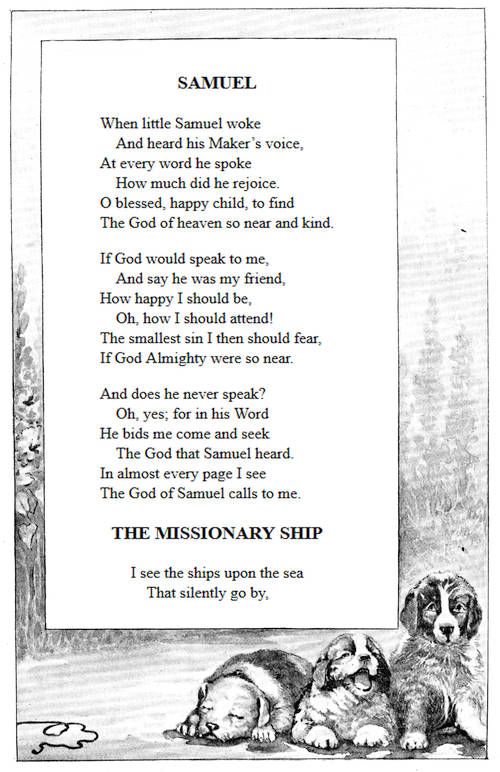 SAMUEL
When little Samuel woke
And heard his Maker's voice,
At every word he spoke
How much did he rejoice.
O blessed, happy child, to find
The God of heaven so near and kind.
If God would speak to me,
And say he was my friend,
How happy I should be,
Oh, how I should attend!
The smallest sin I then should fear,
If God Almighty were so near.
And does he never speak?
Oh, yes; for in his Word
He bids me come and seek
The God that Samuel heard.
In almost every page I see
The God of Samuel calls to me.
THE MISSIONARY SHIP
I see the ships upon the sea
That silently go by,